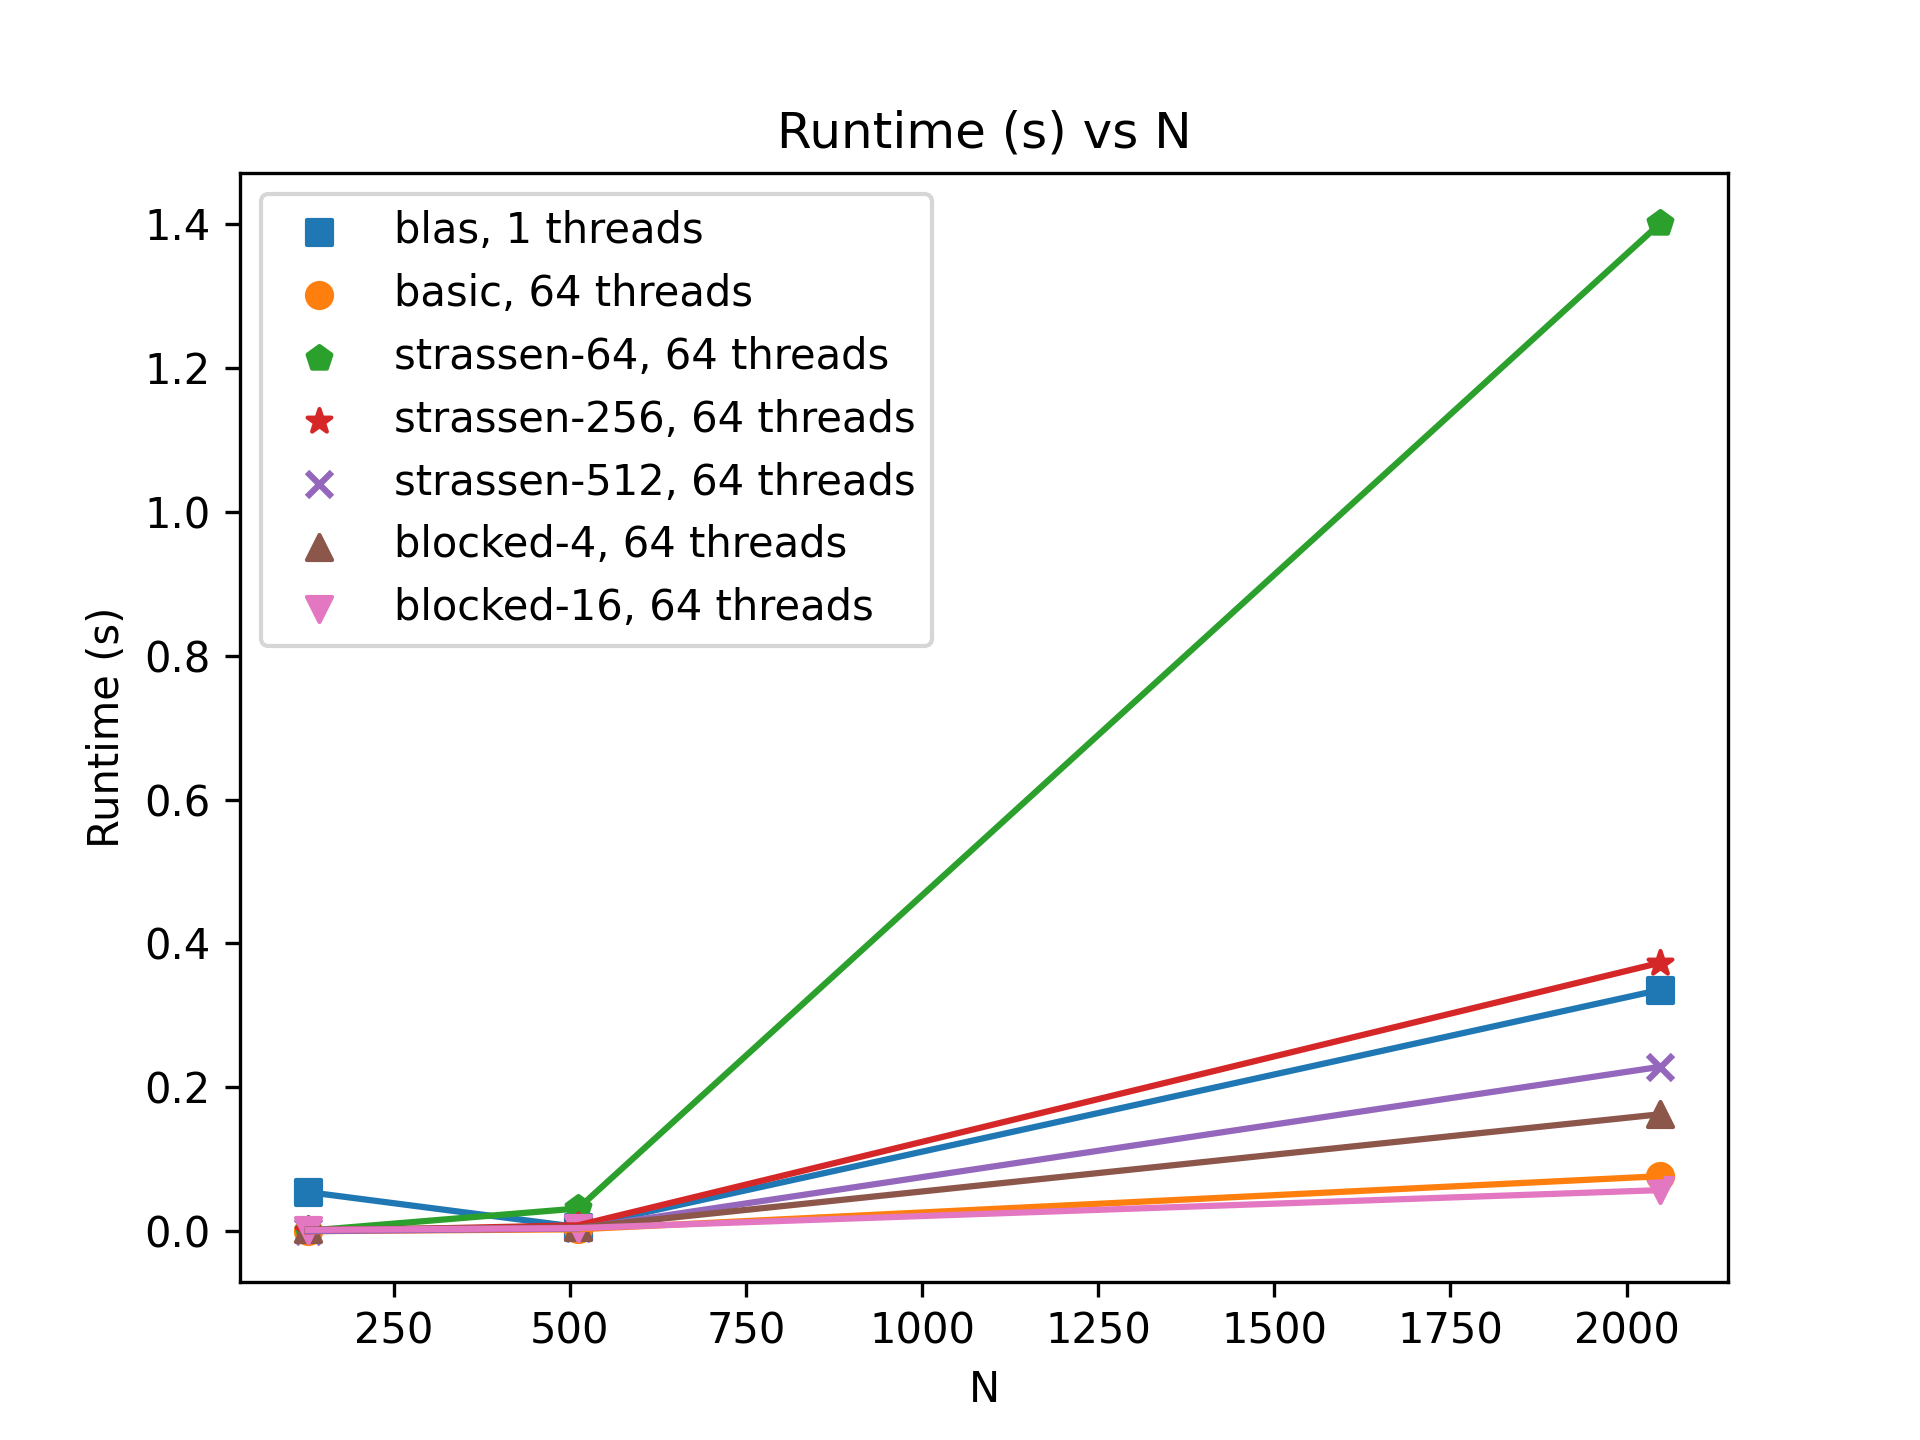 Runtime (s) vs N
blas, 1 threads
basic, 64 threads
strassen-64, 64 threads
strassen-256, 64 threads
strassen-512, 64 threads
blocked-4, 64 threads
blocked-16, 64 threads
1.4
1.2
1.0
0.8
0.6
0.4
0.2
0.0
Runtime (s)
250 500 750 1000 1250 1500 1750 2000
N